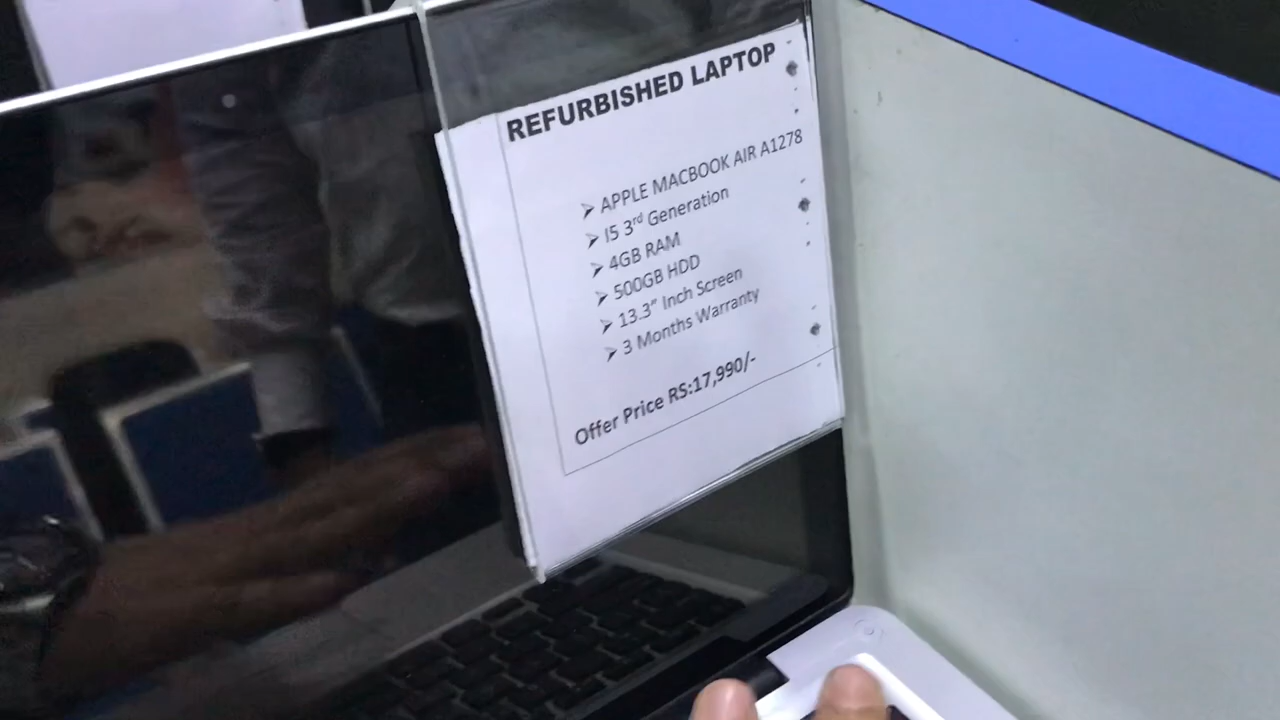 REFURBISHED LAPTOP
➢ APPLE MACBOOK AIR A1278
➢ I5 3rd Generation
➢ 4GB RAM
➢ 500GB HDD
➢ 13.3” Inch Screen
➢ 3 Months Warranty
Offer Price RS:17,990/-